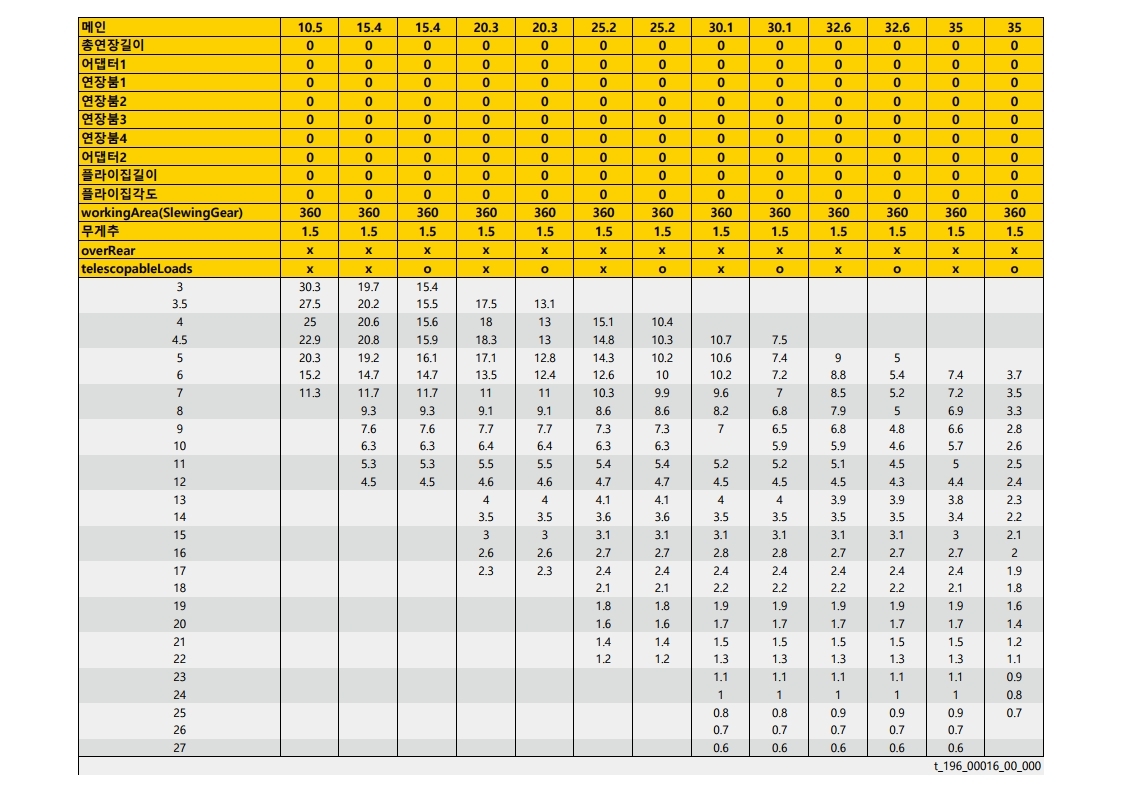 메인 10.5 15.4 15.4 20.3 20.3 25.2 25.2 30.1 30.1 32.6 32.6 35 35
총연장길이 0 0 0 0 0 0 0 0 0 0 0 0 0
어댑터1 0 0 0 0 0 0 0 0 0 0 0 0 0
연장붐1 0 0 0 0 0 0 0 0 0 0 0 0 0
연장붐2 0 0 0 0 0 0 0 0 0 0 0 0 0
연장붐3 0 0 0 0 0 0 0 0 0 0 0 0 0
연장붐4 0 0 0 0 0 0 0 0 0 0 0 0 0
어댑터2 0 0 0 0 0 0 0 0 0 0 0 0 0
플라이집길이 0 0 0 0 0 0 0 0 0 0 0 0 0
플라이집각도 0 0 0 0 0 0 0 0 0 0 0 0 0
workingArea(SlewingGear) 360 360 360 360 360 360 360 360 360 360 360 360 360
무게추 1.5 1.5 1.5 1.5 1.5 1.5 1.5 1.5 1.5 1.5 1.5 1.5 1.5
overRear x x x x x x x x x x x x x
telescopableLoads x x o x o x o x o x o x o
3 30.3 19.7 15.4
3.5 27.5 20.2 15.5 17.5 13.1
4 25 20.6 15.6 18 13 15.1 10.4
4.5 22.9 20.8 15.9 18.3 13 14.8 10.3 10.7 7.5
5 20.3 19.2 16.1 17.1 12.8 14.3 10.2 10.6 7.4 9 5
6 15.2 14.7 14.7 13.5 12.4 12.6 10 10.2 7.2 8.8 5.4 7.4 3.7
7 11.3 11.7 11.7 11 11 10.3 9.9 9.6 7 8.5 5.2 7.2 3.5
8 9.3 9.3 9.1 9.1 8.6 8.6 8.2 6.8 7.9 5 6.9 3.3
9 7.6 7.6 7.7 7.7 7.3 7.3 7 6.5 6.8 4.8 6.6 2.8
10 6.3 6.3 6.4 6.4 6.3 6.3 5.9 5.9 4.6 5.7 2.6
11 5.3 5.3 5.5 5.5 5.4 5.4 5.2 5.2 5.1 4.5 5 2.5
12 4.5 4.5 4.6 4.6 4.7 4.7 4.5 4.5 4.5 4.3 4.4 2.4
13 4 4 4.1 4.1 4 4 3.9 3.9 3.8 2.3
14 3.5 3.5 3.6 3.6 3.5 3.5 3.5 3.5 3.4 2.2
15 3 3 3.1 3.1 3.1 3.1 3.1 3.1 3 2.1
16 2.6 2.6 2.7 2.7 2.8 2.8 2.7 2.7 2.7 2
17 2.3 2.3 2.4 2.4 2.4 2.4 2.4 2.4 2.4 1.9
18 2.1 2.1 2.2 2.2 2.2 2.2 2.1 1.8
19 1.8 1.8 1.9 1.9 1.9 1.9 1.9 1.6
20 1.6 1.6 1.7 1.7 1.7 1.7 1.7 1.4
21 1.4 1.4 1.5 1.5 1.5 1.5 1.5 1.2
22 1.2 1.2 1.3 1.3 1.3 1.3 1.3 1.1
23 1.1 1.1 1.1 1.1 1.1 0.9
24 1 1 1 1 1 0.8
25 0.8 0.8 0.9 0.9 0.9 0.7
26 0.7 0.7 0.7 0.7 0.7
27 0.6 0.6 0.6 0.6 0.6
t_196_00016_00_000